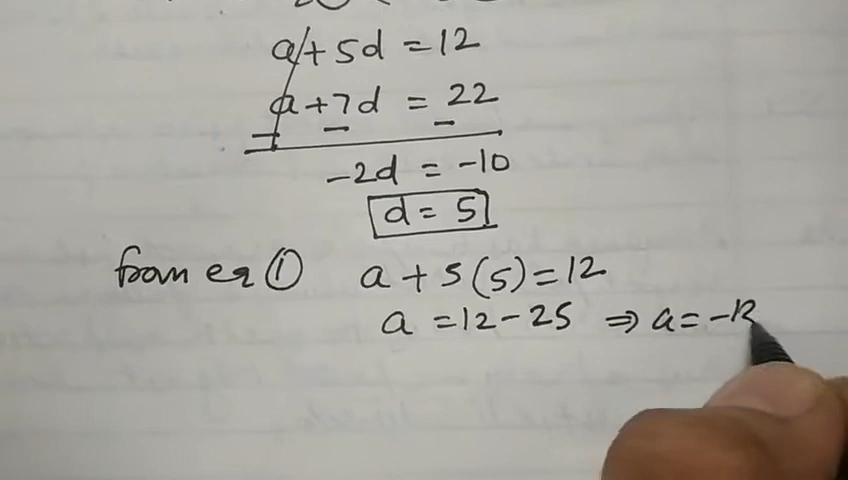 a + 5d = 12
a + 7d = 22
- - -
-2d = -10
d = 5
from eq ① a + 5(5) = 12
a = 12 - 25 ⇒ a = -13